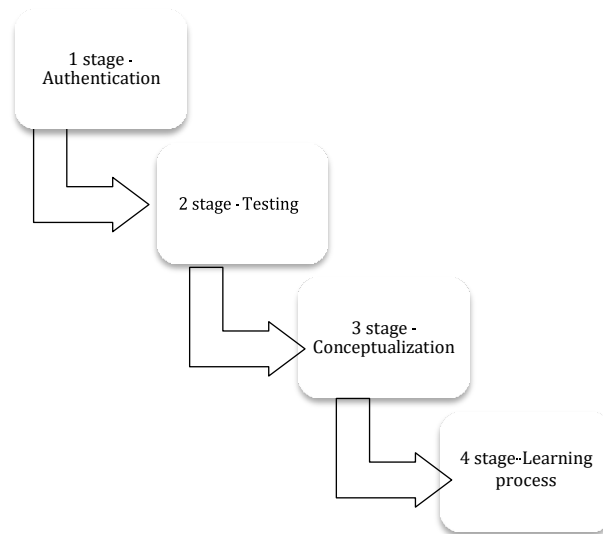 1 stage -
Authentication
2 stage - Testing
3 stage -
Conceptualization
4 stage-Learning
process